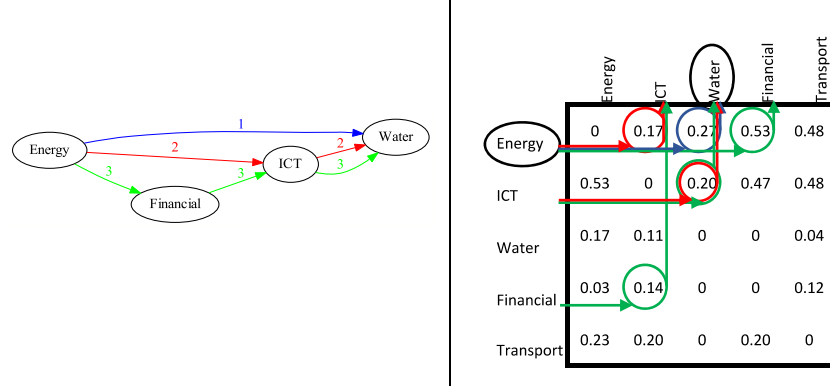 1
Energy
2
ICT
2
Water
3
3
3
Financial
Energy
ICT
Water
Financial
Transport
Energy 0 0.17 0.27 0.53 0.48
ICT 0.53 0 0.20 0.47 0.48
Water 0.17 0.11 0 0 0.04
Financial 0.03 0.14 0 0 0.12
Transport 0.23 0.20 0 0.20 0